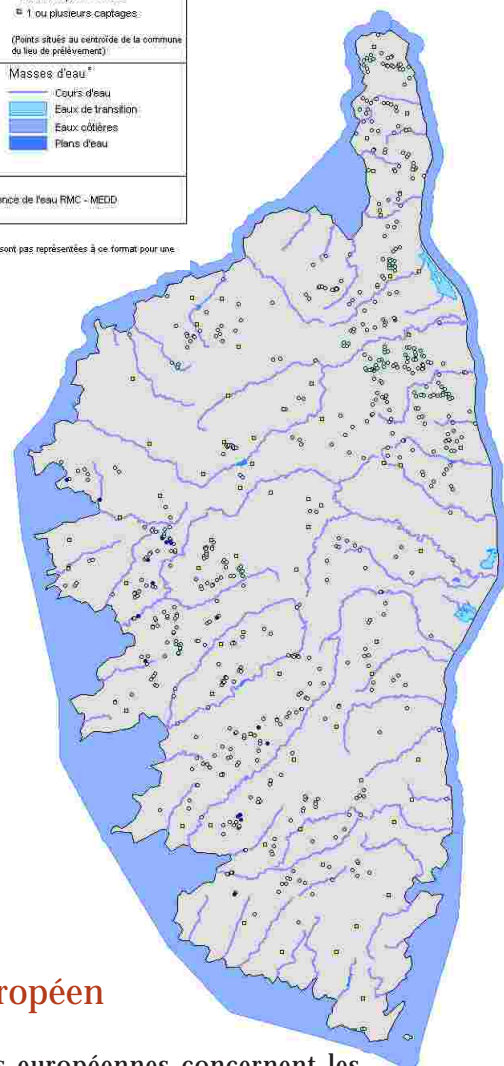 1 ou plusieurs captages
(Points situés au centroïde de la commune
du lieu de prélèvement)
Masses d'eau
Cours d'eau
Eaux de transition
Eaux côtières
Plans d'eau
nce de l'eau RMC - MEDD
sont pas représentées à ce format pour une
ropéen
s européennes concernent les